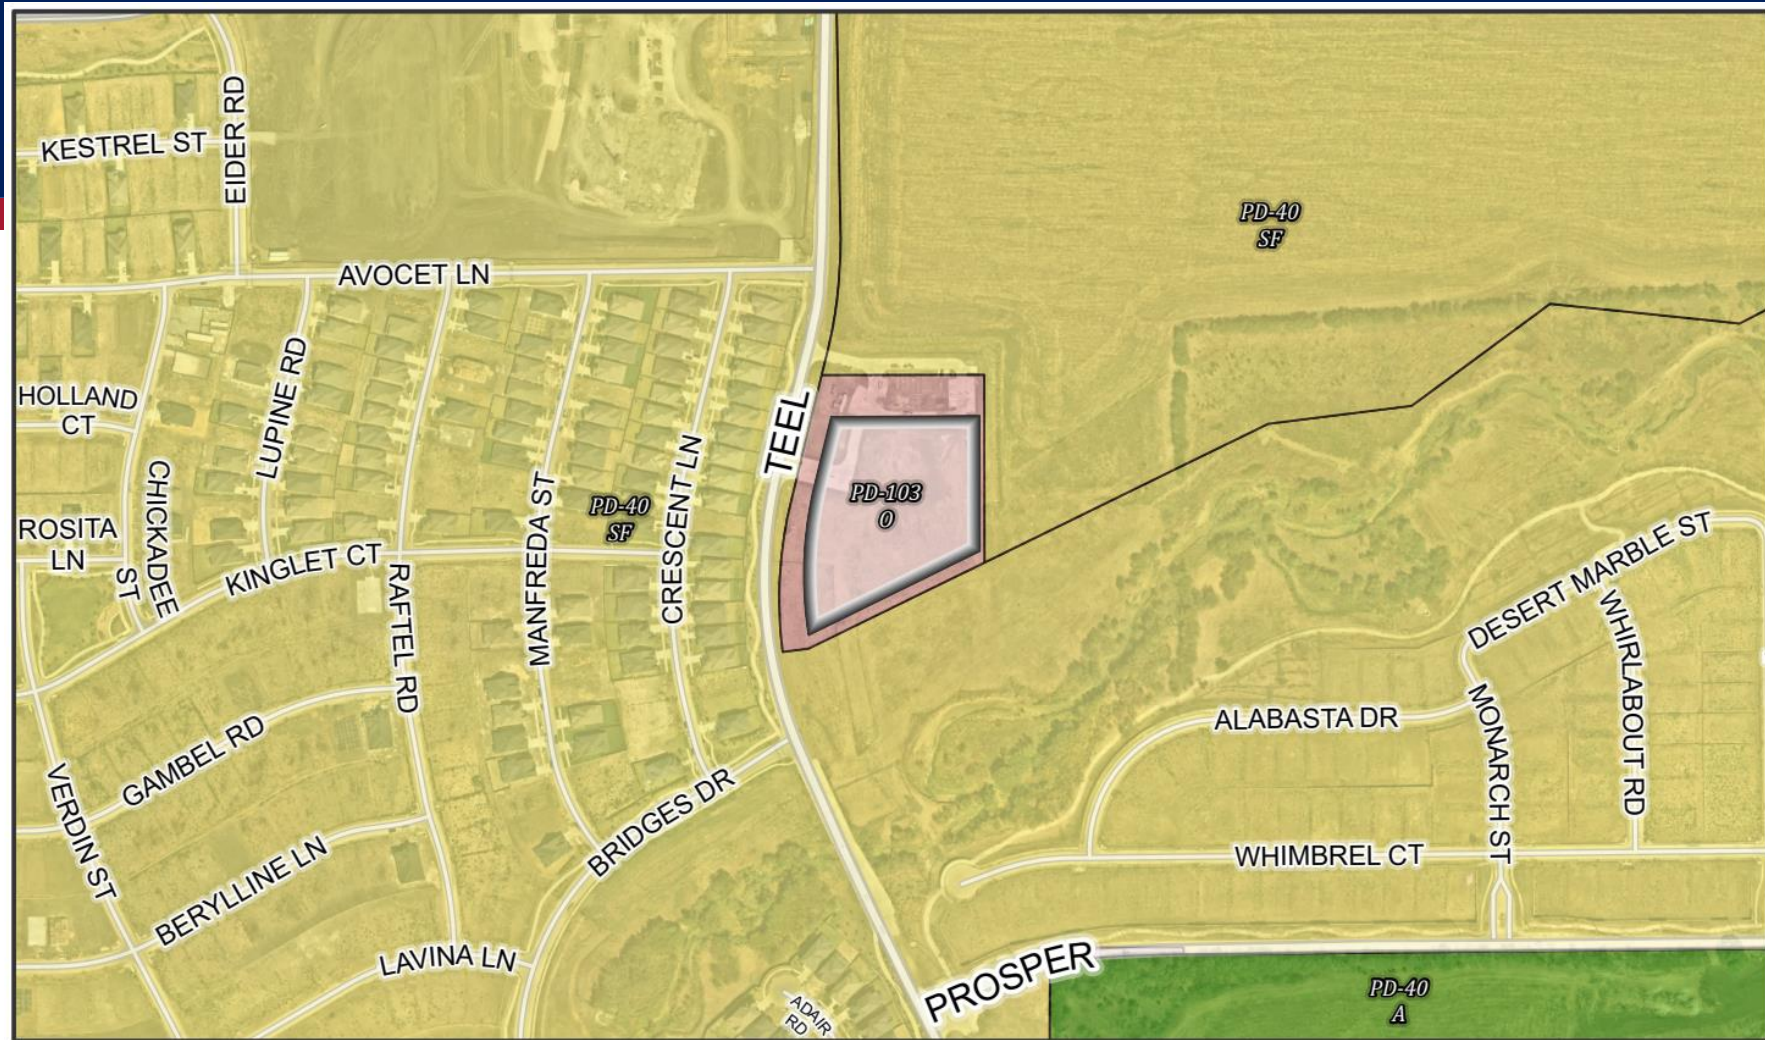 KESTREL ST
EIDER RD
PD-40
SF
AVOCET LN
LUPINE RD
HOLLAND
CT
TEEL
CHICKADEE
ST
MANFREDA ST
PD-40
SF
CRESCENT LN
PD-103
O
ROSITA
LN
KINGLET CT
RAFTEL RD
DESERT MARBLE ST
WHIRLABOUT RD
ALABASTA DR
MONARCH ST
GAMBEL RD
VERDIN ST
BRIDGES DR
BERYLLINE LN
WHIMBREL CT
LAVINA LN
PROSPER
ADAIR
RD
PD-40
A